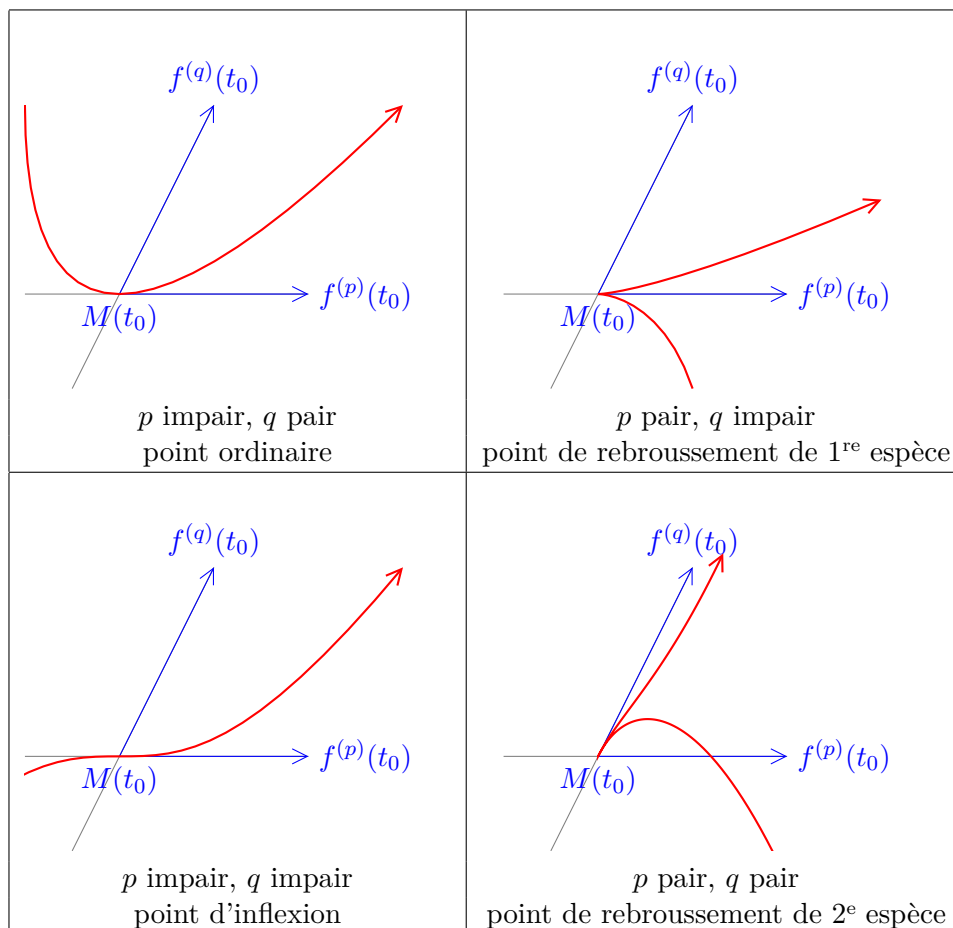 f^{(q)}(t_0)
f^{(p)}(t_0)
M(t_0)
p impair, q pair
point ordinaire
f^{(q)}(t_0)
f^{(p)}(t_0)
M(t_0)
p pair, q impair
point de rebroussement de 1^{re} espèce
f^{(q)}(t_0)
f^{(p)}(t_0)
M(t_0)
p impair, q impair
point d'inflexion
f^{(q)}(t_0)
f^{(p)}(t_0)
M(t_0)
p pair, q pair
point de rebroussement de 2^{e} espèce